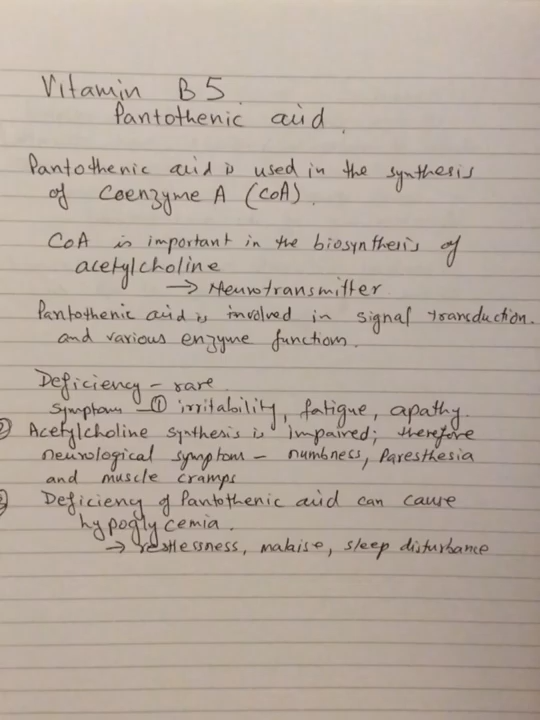 Vitamin B5.
Pantothenic acid.
Pantothenic acid is used in the synthesis
of Coenzyme A (CoA).
CoA is important in the biosynthesis of
acetylcholine
→ Neurotransmitter
Pantothenic acid is involved in signal transduction.
and various enzyme function.
Deficiency - rare.
Symptom - ① irritability, fatigue, apathy.
② Acetylcholine synthesis is impaired; therefore
neurological symptom - numbness, Paresthesia
and muscle cramps
③ Deficiency of Pantothenic acid can cause
hypoglycemia.
→ restlessness, malaise, sleep disturbance